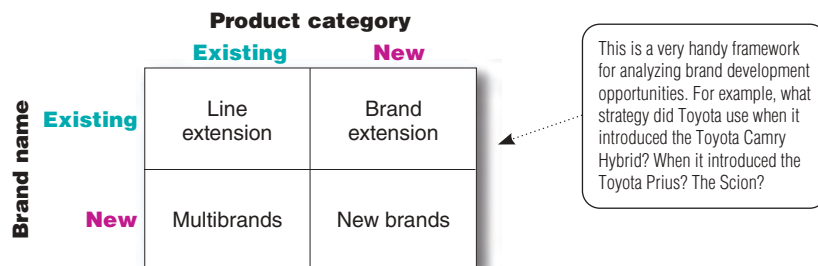 Product category
Existing
New
Brand name
Existing
Line
extension
Brand
extension
New
Multibrands
New brands
This is a very handy framework
for analyzing brand development
opportunities. For example, what
strategy did Toyota use when it
introduced the Toyota Camry
Hybrid? When it introduced the
Toyota Prius? The Scion?